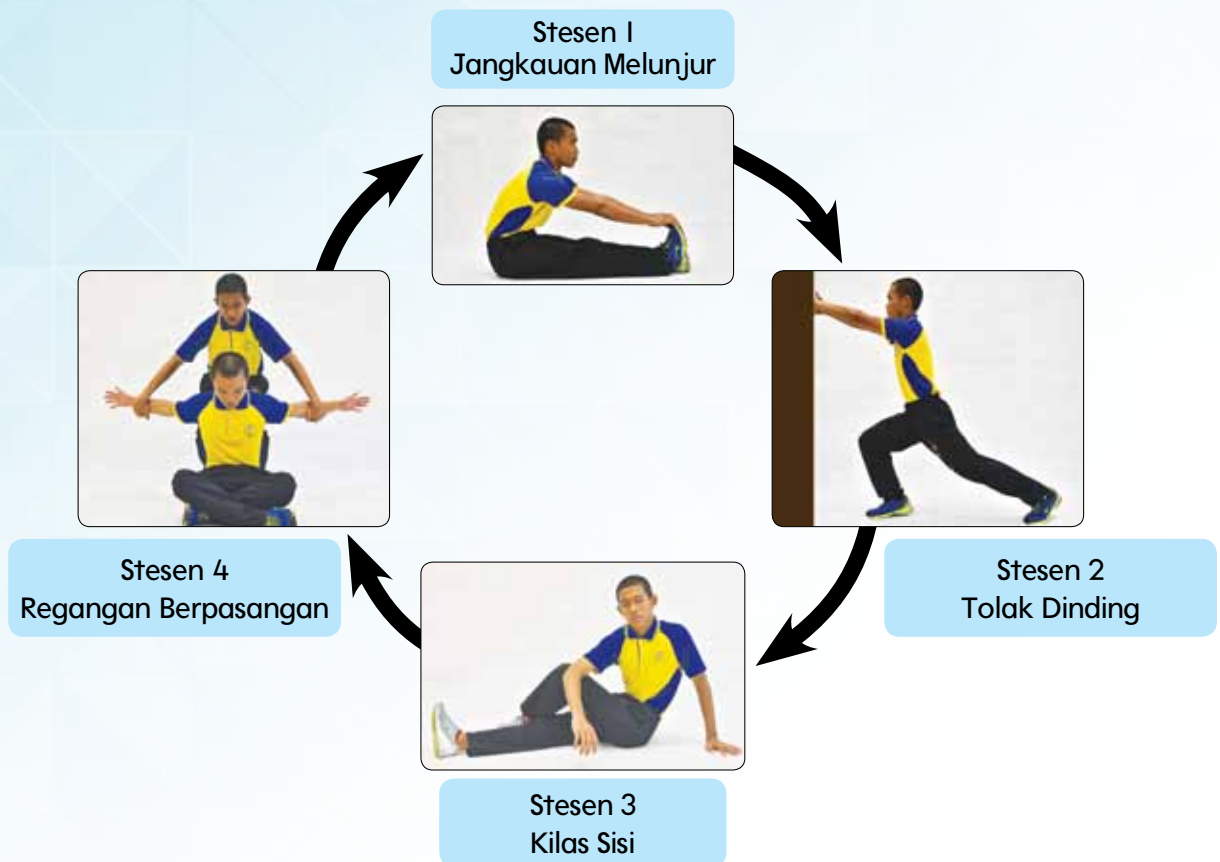 Stesen 1
Jangkauan Melunjur
Stesen 2
Tolak Dinding
Stesen 3
Kilas Sisi
Stesen 4
Regangan Berpasangan